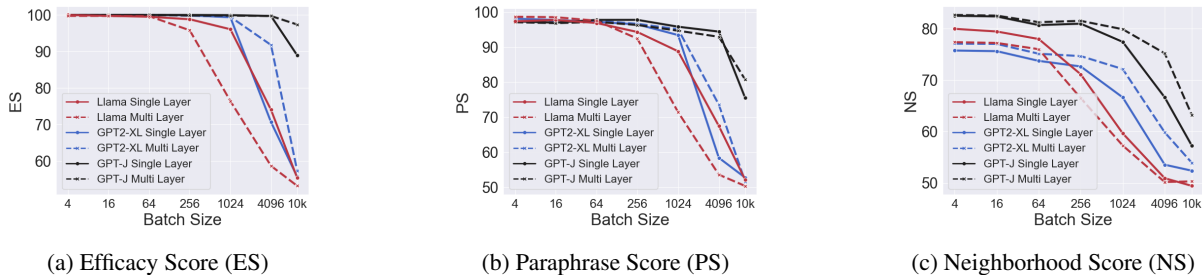 100
90
80
70
60
ES
Llama Single Layer
Llama Multi Layer
GPT2-XL Single Layer
GPT2-XL Multi Layer
GPT-J Single Layer
GPT-J Multi Layer
4 16 64 256 1024 4096 10k
Batch Size
(a) Efficacy Score (ES)
100
90
80
70
60
50
PS
Llama Single Layer
Llama Multi Layer
GPT2-XL Single Layer
GPT2-XL Multi Layer
GPT-J Single Layer
GPT-J Multi Layer
4 16 64 256 1024 4096 10k
Batch Size
(b) Paraphrase Score (PS)
80
70
60
50
NS
Llama Single Layer
Llama Multi Layer
GPT2-XL Single Layer
GPT2-XL Multi Layer
GPT-J Single Layer
GPT-J Multi Layer
4 16 64 256 1024 4096 10k
Batch Size
(c) Neighborhood Score (NS)